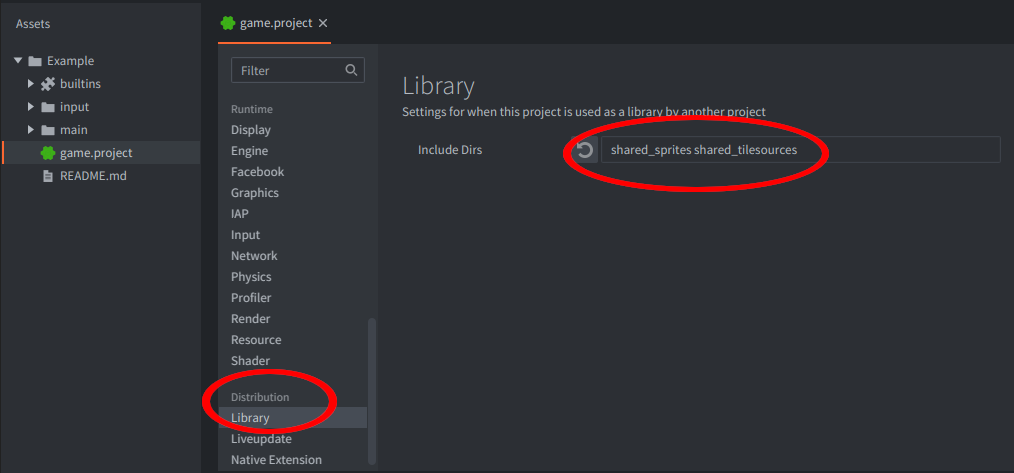 Assets
Example
builtins
input
main
game.project
README.md
game.project
Filter
Runtime
Display
Engine
Facebook
Graphics
IAP
Input
Network
Physics
Profiler
Render
Resource
Shader
Distribution
Library
Liveupdate
Native Extension
Library
Settings for when this project is used as a library by another project
Include Dirs
shared_sprites shared_tilesources